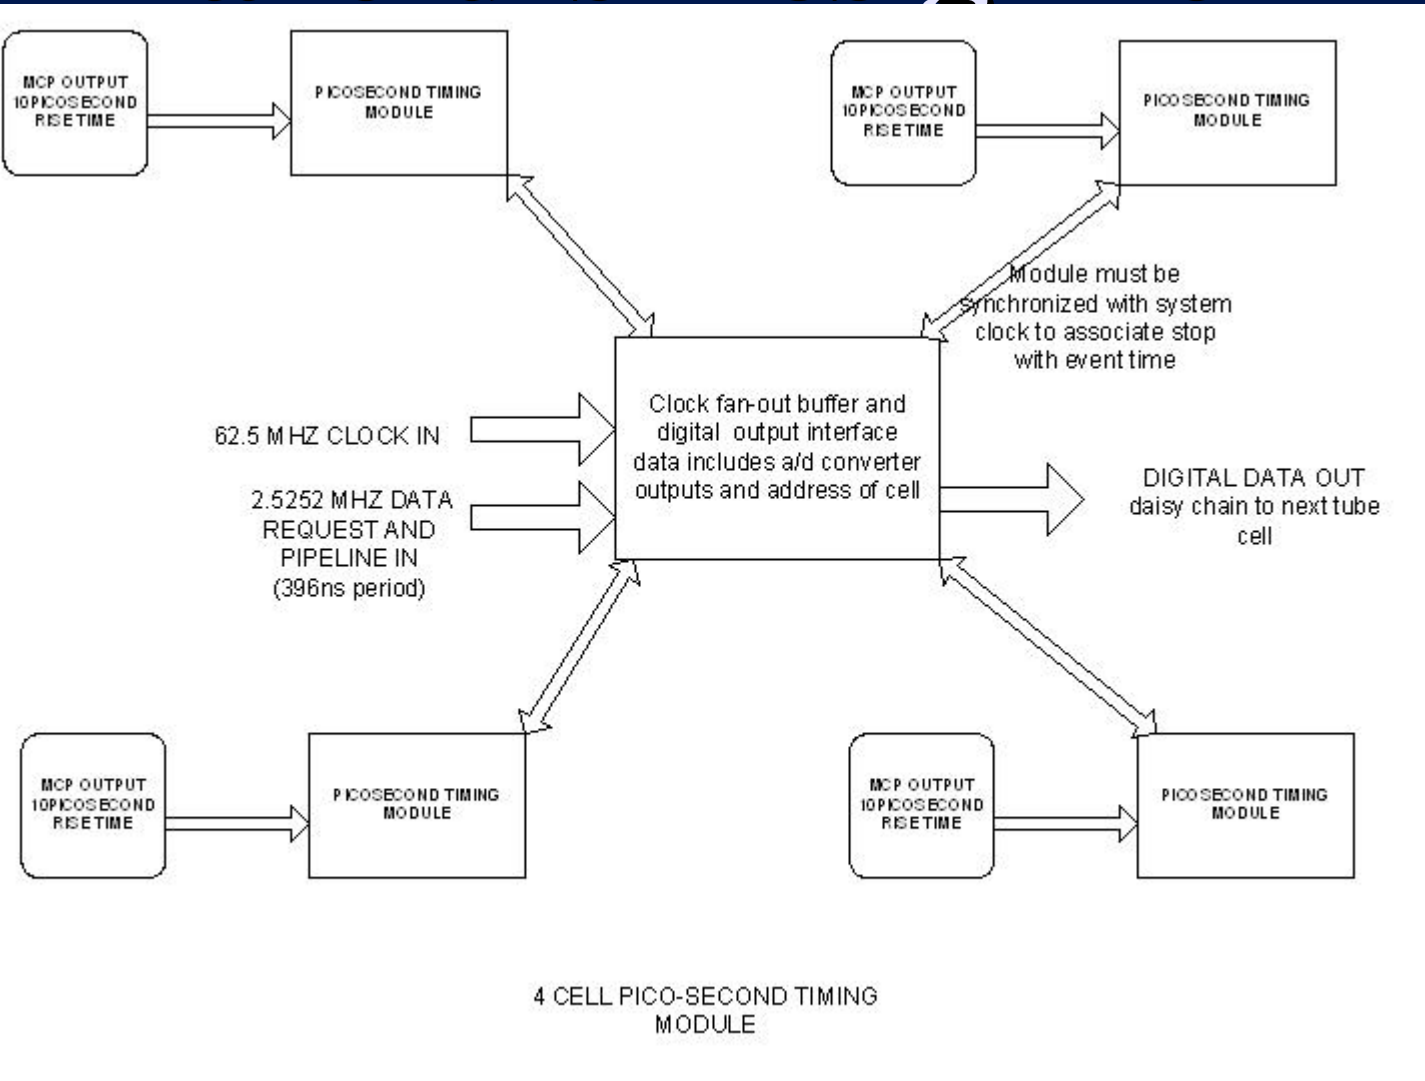 MCP OUTPUT
10PICOSECOND
RISETIME
PICOSECOND TIMING
MODULE
MCP OUTPUT
10PICOSECOND
RISETIME
PICOSECOND TIMING
MODULE
Module must be
synchronized with system
clock to associate stop
with event time
Clock fan-out buffer and
digital output interface
data includes a/d converter
outputs and address of cell
62.5 MHZ CLOCK IN
2.5252 MHZ DATA
REQUEST AND
PIPELINE IN
(396ns period)
DIGITAL DATA OUT
daisy chain to next tube
cell
MCP OUTPUT
10PICOSECOND
RISETIME
PICOSECOND TIMING
MODULE
MCP OUTPUT
10PICOSECOND
RISETIME
PICOSECOND TIMING
MODULE
4 CELL PICO-SECOND TIMING
MODULE